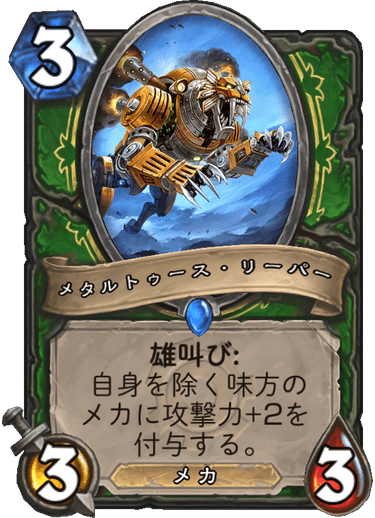 3
メタルトゥース・リーパー
雄叫び:
自身を除く味方の
メカに攻撃力+2を
付与する。
3
メカ
3